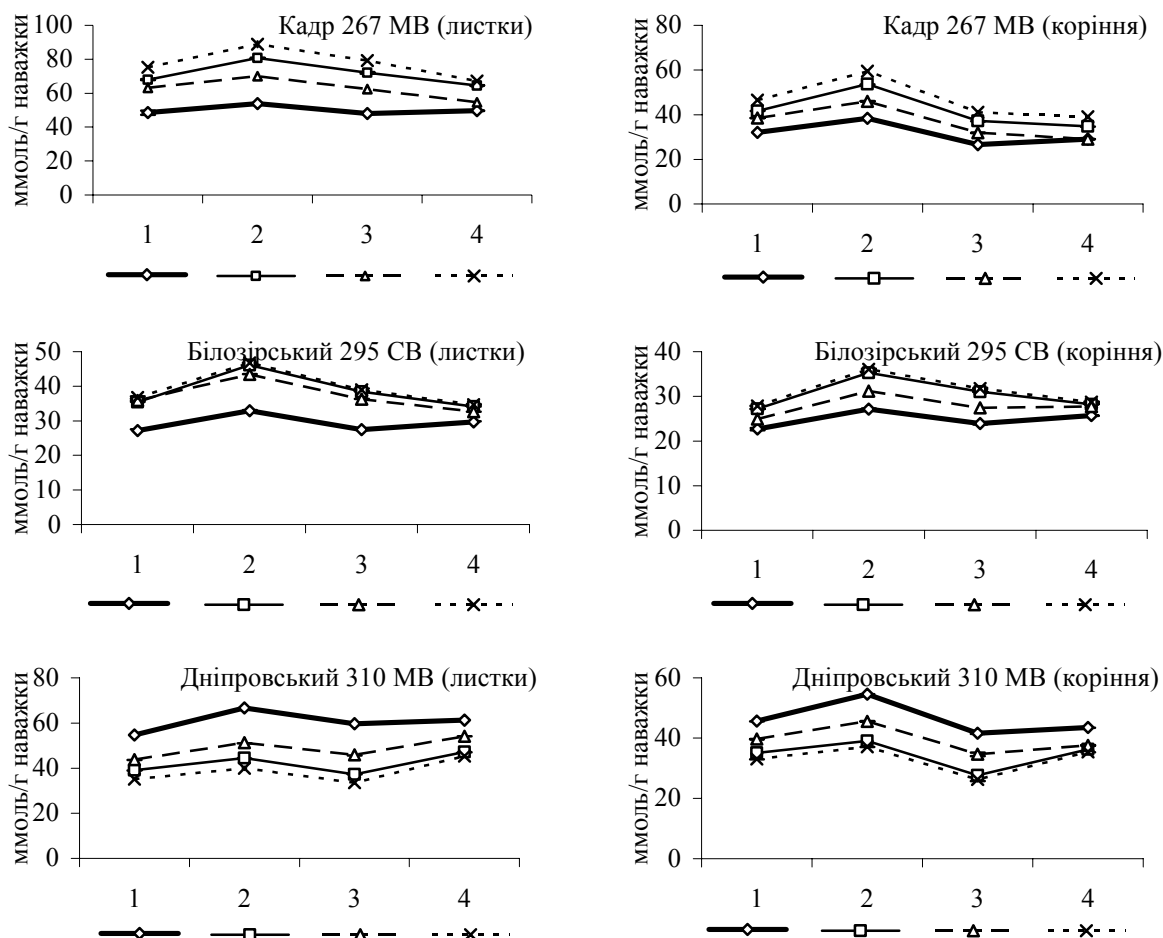 Кадр 267 МВ (листки)
ммоль/г наважки
100
80
60
40
20
0
1 2 3 4
Кадр 267 МВ (коріння)
ммоль/г наважки
80
60
40
20
0
1 2 3 4
Білозірський 295 СВ (листки)
ммоль/г наважки
50
40
30
20
10
0
1 2 3 4
Білозірський 295 СВ (коріння)
ммоль/г наважки
40
30
20
10
0
1 2 3 4
Дніпровський 310 МВ (листки)
ммоль/г наважки
80
60
40
20
0
1 2 3 4
Дніпровський 310 МВ (коріння)
ммоль/г наважки
60
40
20
0
1 2 3 4